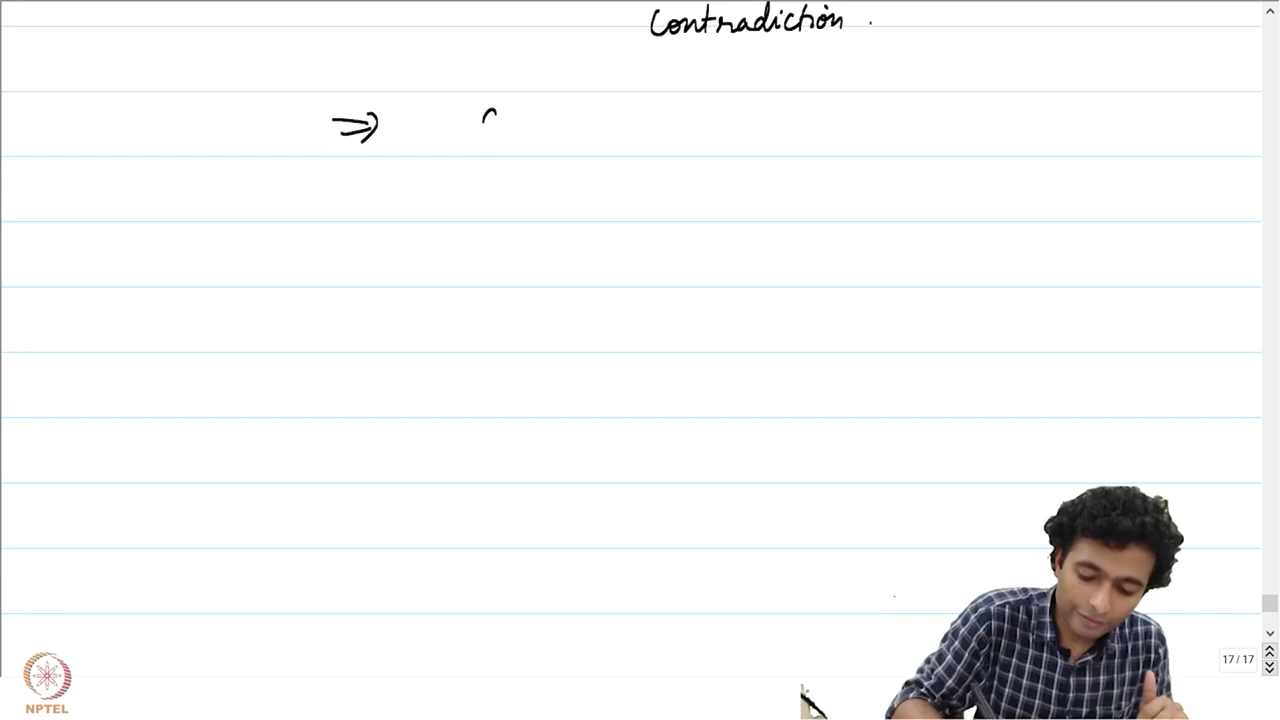 Contradiction .
⇒
17 / 17
NPTEL